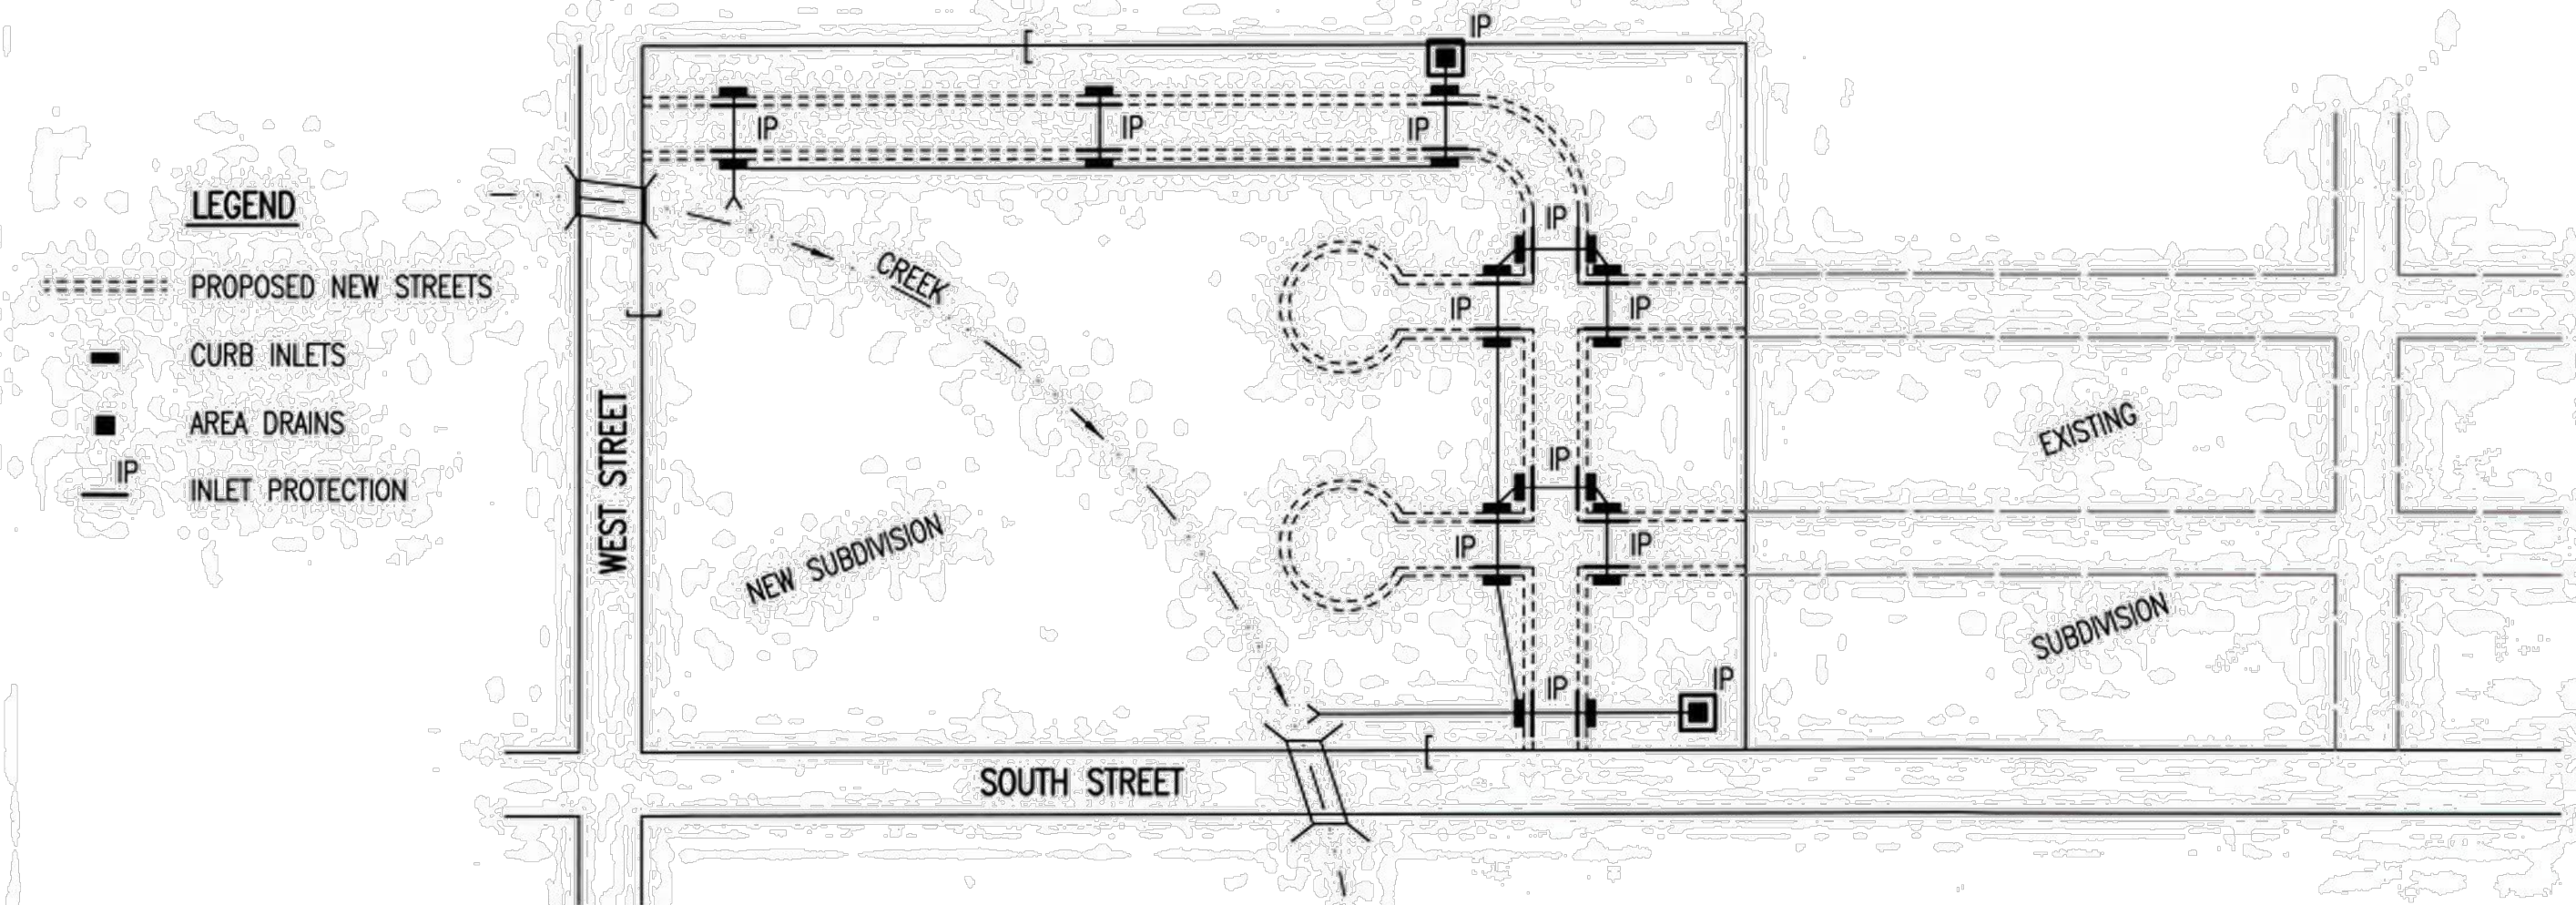 LEGEND
PROPOSED NEW STREETS
CURB INLETS
AREA DRAINS
IP
INLET PROTECTION
WEST STREET
IP
IP
IP
IP
CREEK
IP
IP
IP
NEW SUBDIVISION
IP
IP
IP
IP
IP
SOUTH STREET
EXISTING
SUBDIVISION